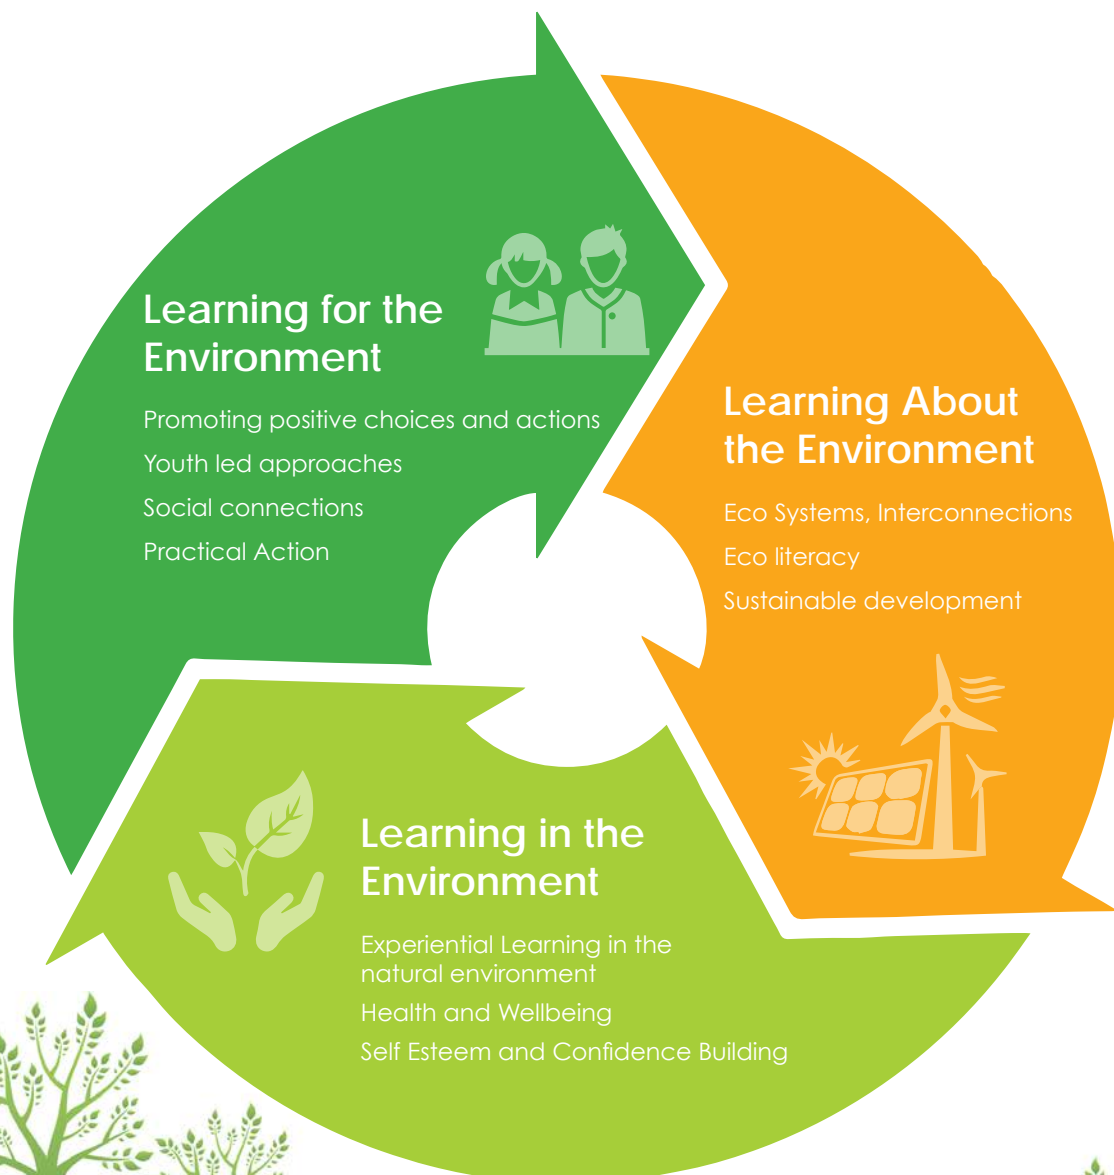 Learning for the
Environment
Promoting positive choices and actions
Youth led approaches
Social connections
Practical Action
Learning About
the Environment
Eco Systems, Interconnections
Eco literacy
Sustainable development
Learning in the
Environment
Experiential Learning in the
natural environment
Health and Wellbeing
Self Esteem and Confidence Building